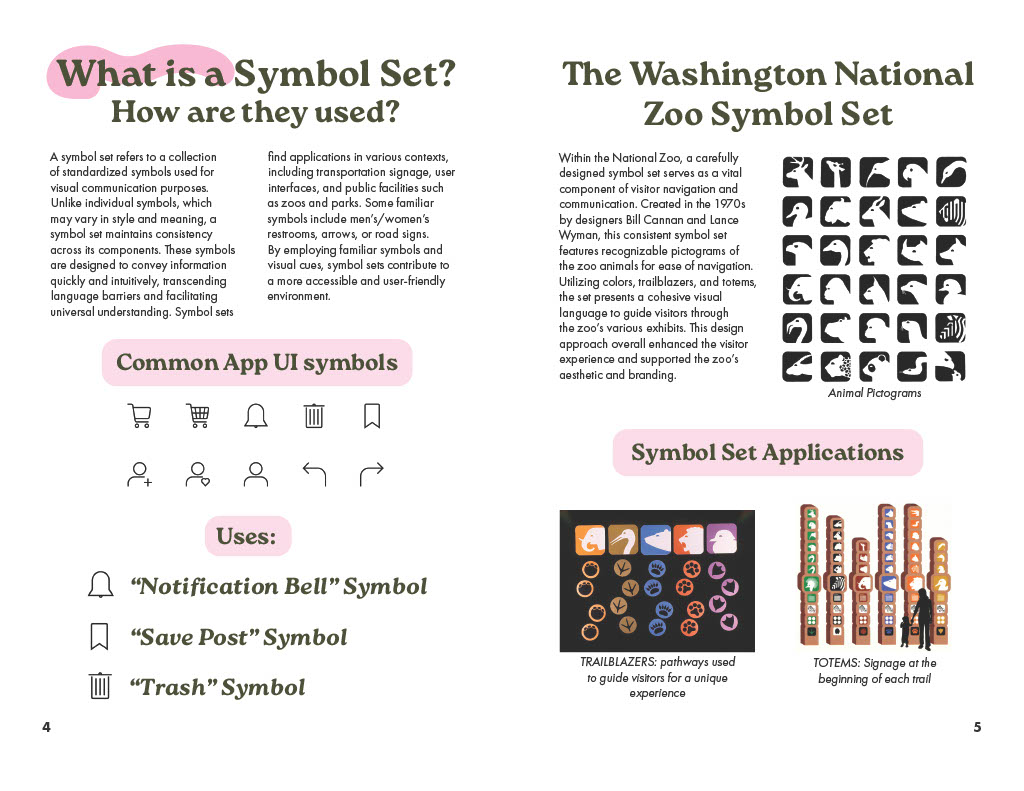 What is a Symbol Set?
How are they used?
A symbol set refers to a collection
of standardized symbols used for
visual communication purposes.
Unlike individual symbols, which
may vary in style and meaning, a
symbol set maintains consistency
across its components. These symbols
are designed to convey information
quickly and intuitively, transcending
language barriers and facilitating
universal understanding. Symbol sets
find applications in various contexts,
including transportation signage, user
interfaces, and public facilities such
as zoos and parks. Some familiar
symbols include men's/women's
restrooms, arrows, or road signs.
By employing familiar symbols and
visual cues, symbol sets contribute to
a more accessible and user-friendly
environment.
Common App UI symbols
Uses:
“Notification Bell” Symbol
“Save Post” Symbol
“Trash” Symbol
4
The Washington National
Zoo Symbol Set
Within the National Zoo, a carefully
designed symbol set serves as a vital
component of visitor navigation and
communication. Created in the 1970s
by designers Bill Cannan and Lance
Wyman, this consistent symbol set
features recognizable pictograms of
the zoo animals for ease of navigation.
Utilizing colors, trailblazers, and totems,
the set presents a cohesive visual
language to guide visitors through
the zoo's various exhibits. This design
approach overall enhanced the visitor
experience and supported the zoo's
aesthetic and branding.
Animal Pictograms
Symbol Set Applications
TRAILBLAZERS: pathways used
to guide visitors for a unique
experience
TOTEMS: Signage at the
beginning of each trail
5